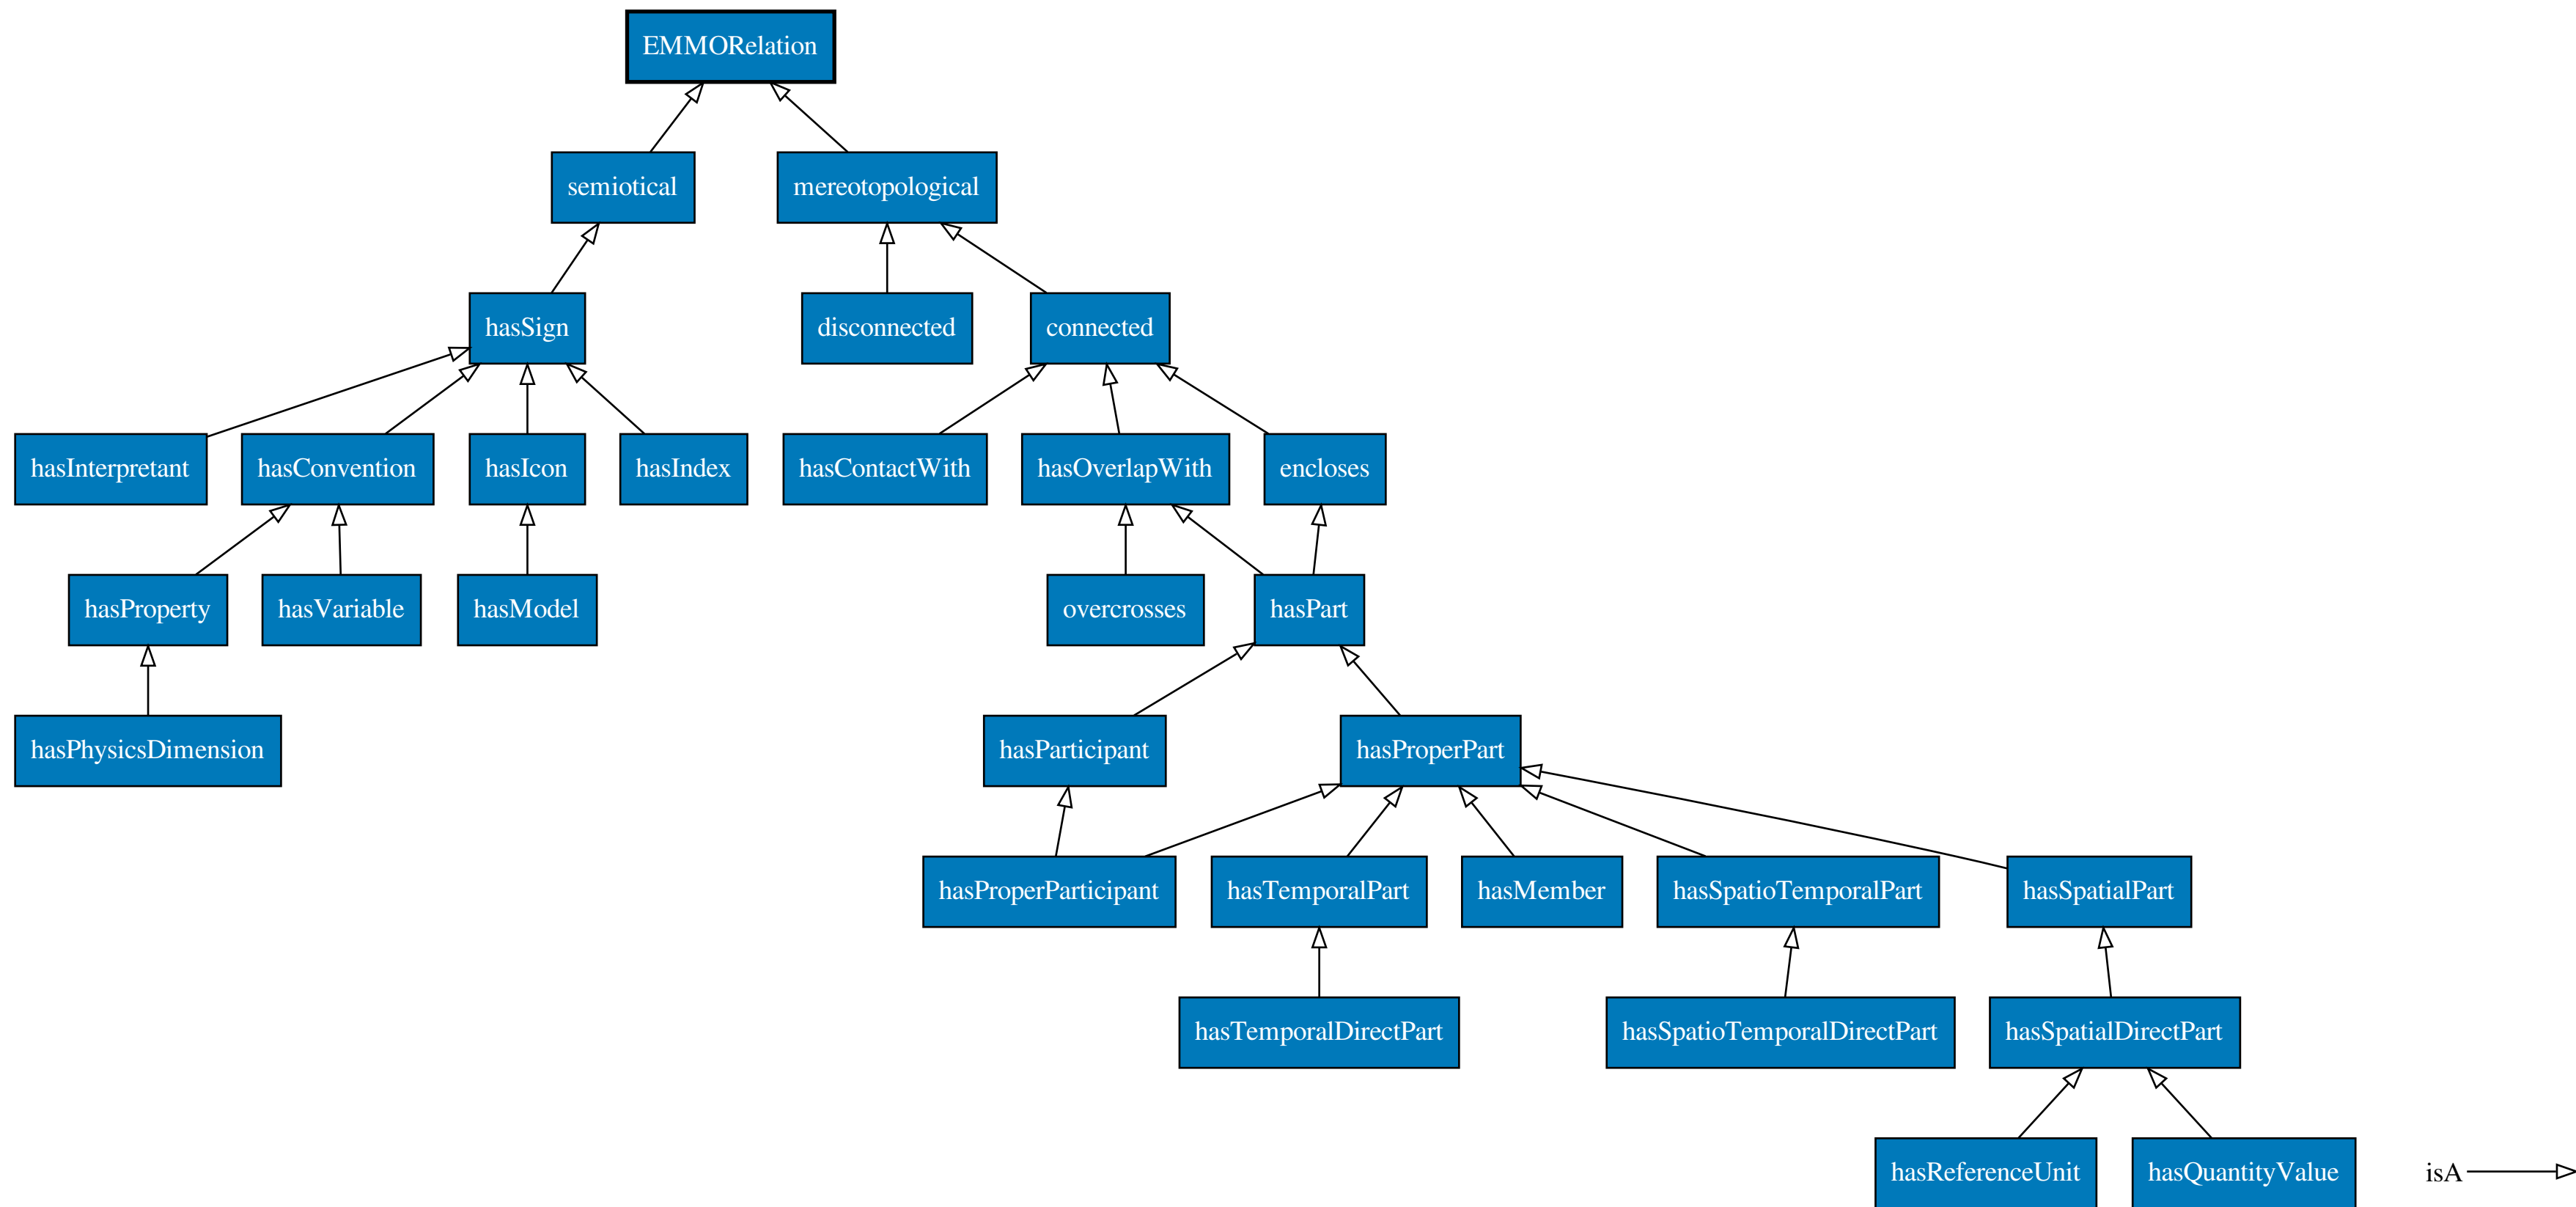 EMMORelation
semiotical
mereotopological
hasSign
disconnected
connected
hasInterpretant
hasConvention
hasIcon
hasIndex
hasContactWith
hasOverlapWith
encloses
hasProperty
hasVariable
hasModel
overcrosses
hasPart
hasPhysicsDimension
hasParticipant
hasProperPart
hasProperParticipant
hasTemporalPart
hasMember
hasSpatioTemporalPart
hasSpatialPart
hasTemporalDirectPart
hasSpatioTemporalDirectPart
hasSpatialDirectPart
hasReferenceUnit
hasQuantityValue
isA